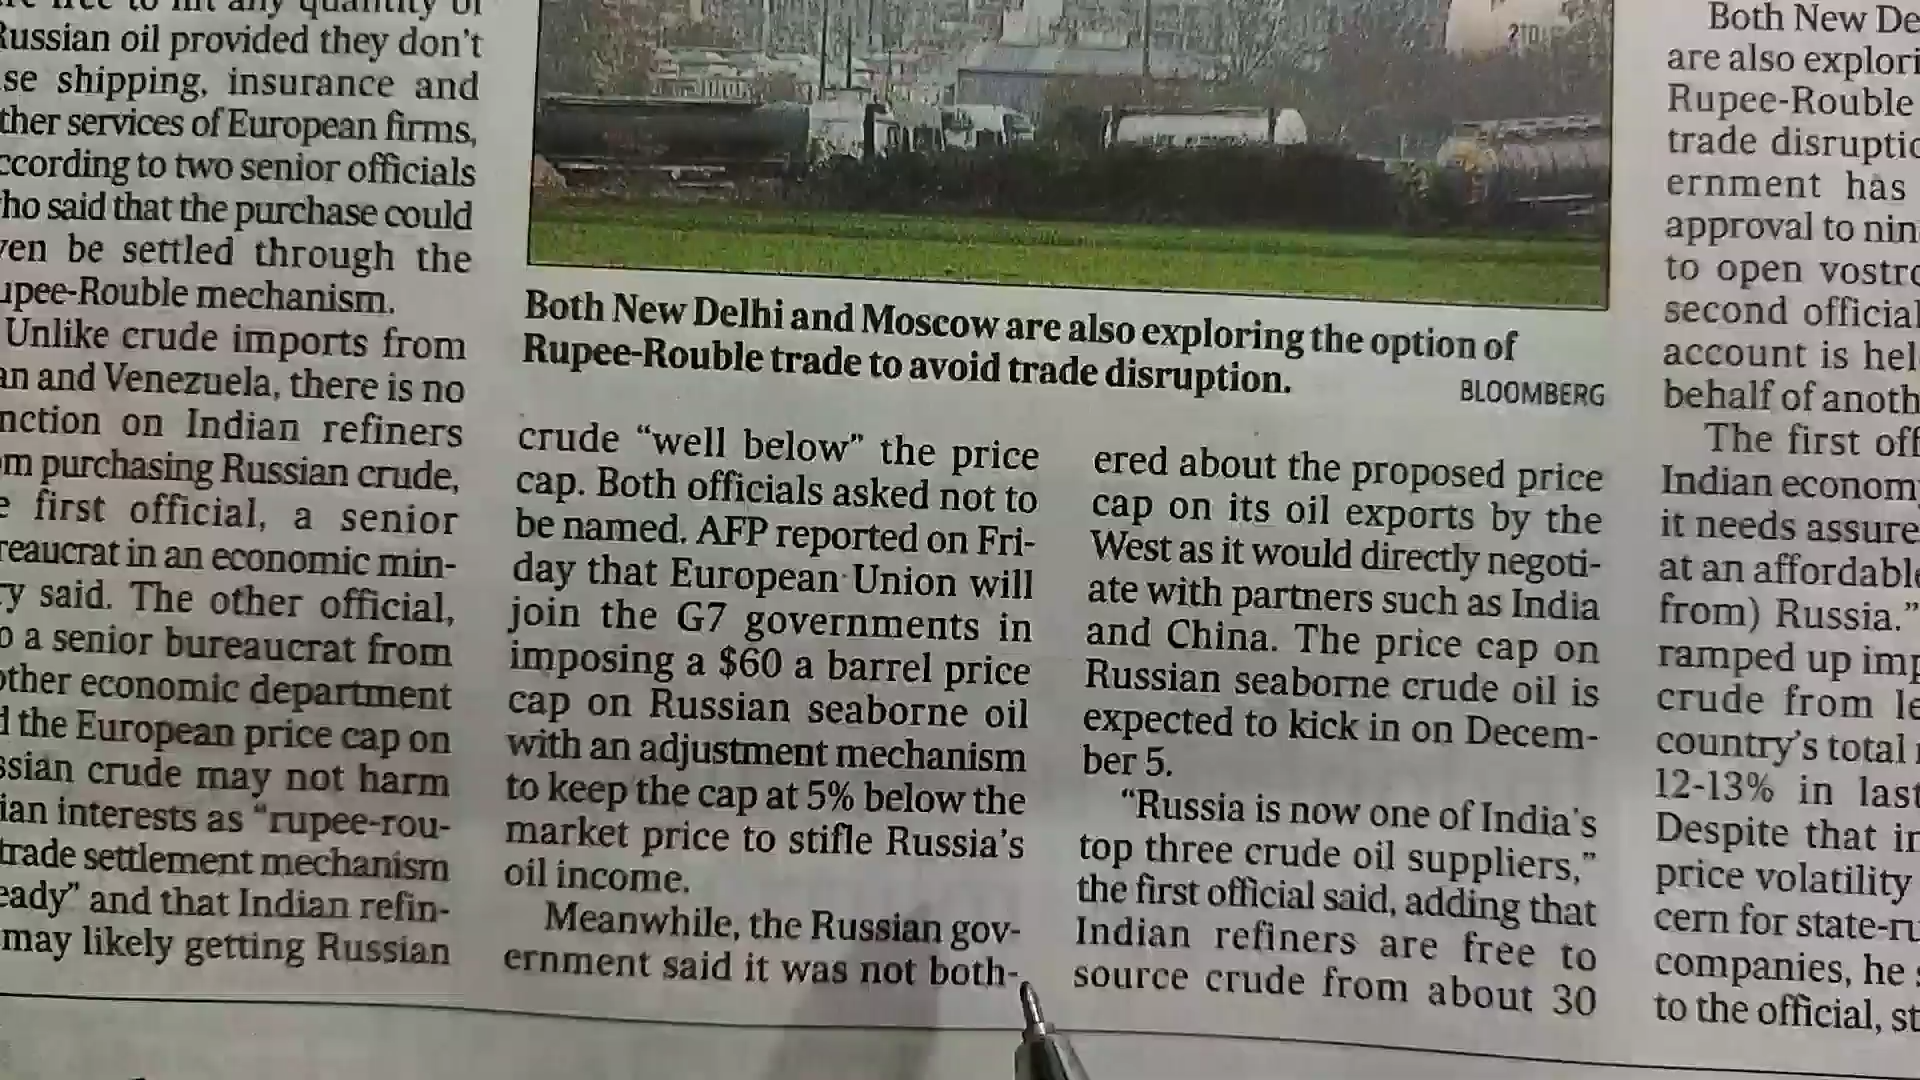 Russian oil provided they don't
shipping, insurance and
services of European firms,
to two senior officials
said that the purchase could
be settled through the
mechanism.
Unlike crude imports from
and Venezuela, there is no
on Indian refiners
purchasing Russian crude,
first official, a senior
in an economic min-
said. The other official,
a senior bureaucrat from
economic department
the European price cap on
crude may not harm
interests as “rupee-rou-
trade settlement mechanism
and that Indian refin-
may likely getting Russian
210
Both New Delhi and Moscow are also exploring the option of
Rupee-Rouble trade to avoid trade disruption.
BLOOMBERG
crude “well below” the price
cap. Both officials asked not to
be named. AFP reported on Fri-
day that European Union will
join the G7 governments in
imposing a $60 a barrel price
cap on Russian seaborne oil
with an adjustment mechanism
to keep the cap at 5% below the
market price to stifle Russia's
oil income.
Meanwhile, the Russian gov-
ernment said it was not both-
ered about the proposed price
cap on its oil exports by the
West as it would directly negoti-
ate with partners such as India
and China. The price cap on
Russian seaborne crude oil is
expected to kick in on Decem-
ber 5.
“Russia is now one of India's
top three crude oil suppliers,”
the first official said, adding that
Indian refiners are free to
source crude from about 30
Both New De
are also explori
Rupee-Rouble
trade disruptio
ernment has
approval to nin
to open vostro
second official
account is hel
behalf of anoth
The first off
Indian econom
it needs assure
at an affordable
from) Russia.”
ramped up imp
crude from le
country's total
12-13% in last
Despite that in
price volatility
cern for state-ru
companies, he
to the official, st